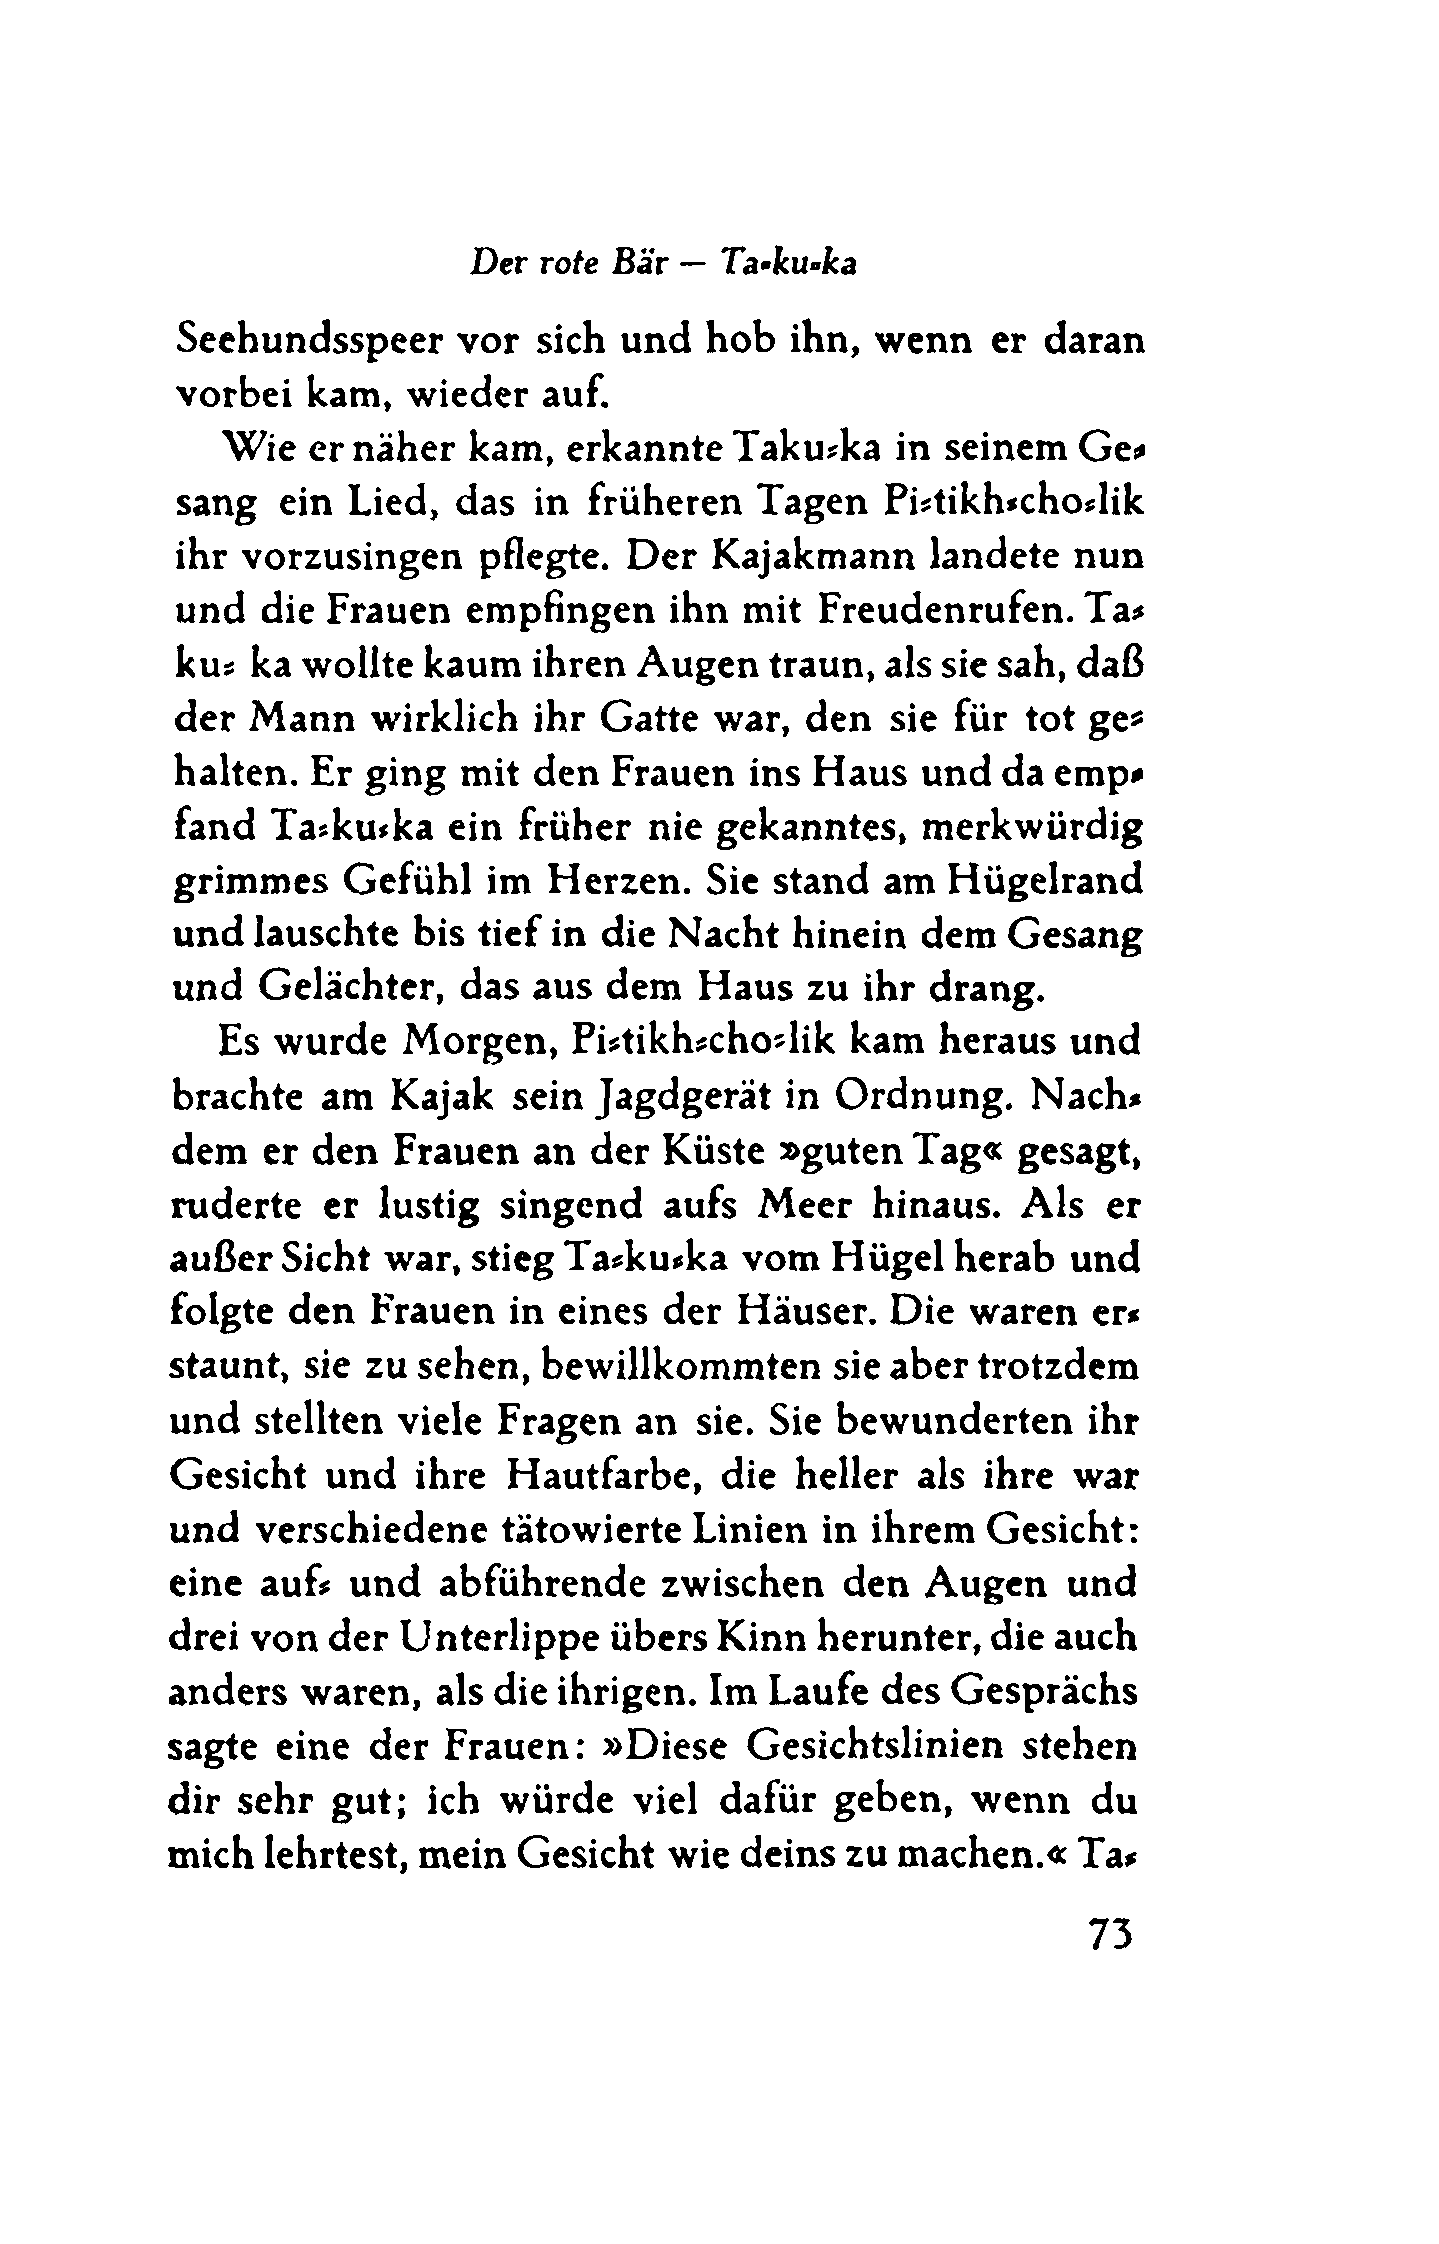 Der rote Bär — Ta-ku-ka
Seehundsspeer vor sich und hob ihn, wenn er daran
vorbei kam, wieder auf.
Wie er näher kam, erkannte Taku-ka in seinem Ge-
sang ein Lied, das in früheren Tagen Pi-tikh-cho-lik
ihr vorzusingen pflegte. Der Kajakmann landete nun
und die Frauen empfingen ihn mit Freudenrufen. Ta-
ku- ka wollte kaum ihren Augen traun, als sie sah, daß
der Mann wirklich ihr Gatte war, den sie für tot ge-
halten. Er ging mit den Frauen ins Haus und da emp-
fand Ta-ku-ka ein früher nie gekanntes, merkwürdig
grimmes Gefühl im Herzen. Sie stand am Hügelrand
und lauschte bis tief in die Nacht hinein dem Gesang
und Gelächter, das aus dem Haus zu ihr drang.
Es wurde Morgen, Pi-tikh-cho-lik kam heraus und
brachte am Kajak sein Jagdgerät in Ordnung. Nach-
dem er den Frauen an der Küste »guten Tag« gesagt,
ruderte er lustig singend aufs Meer hinaus. Als er
außer Sicht war, stieg Ta-ku-ka vom Hügel herab und
folgte den Frauen in eines der Häuser. Die waren er-
staunt, sie zu sehen, bewillkommten sie aber trotzdem
und stellten viele Fragen an sie. Sie bewunderten ihr
Gesicht und ihre Hautfarbe, die heller als ihre war
und verschiedene tätowierte Linien in ihrem Gesicht:
eine auf- und abführende zwischen den Augen und
drei von der Unterlippe übers Kinn herunter, die auch
anders waren, als die ihrigen. Im Laufe des Gesprächs
sagte eine der Frauen: »Diese Gesichtslinien stehen
dir sehr gut; ich würde viel dafür geben, wenn du
mich lehrtest, mein Gesicht wie deins zu machen.« Ta-
73